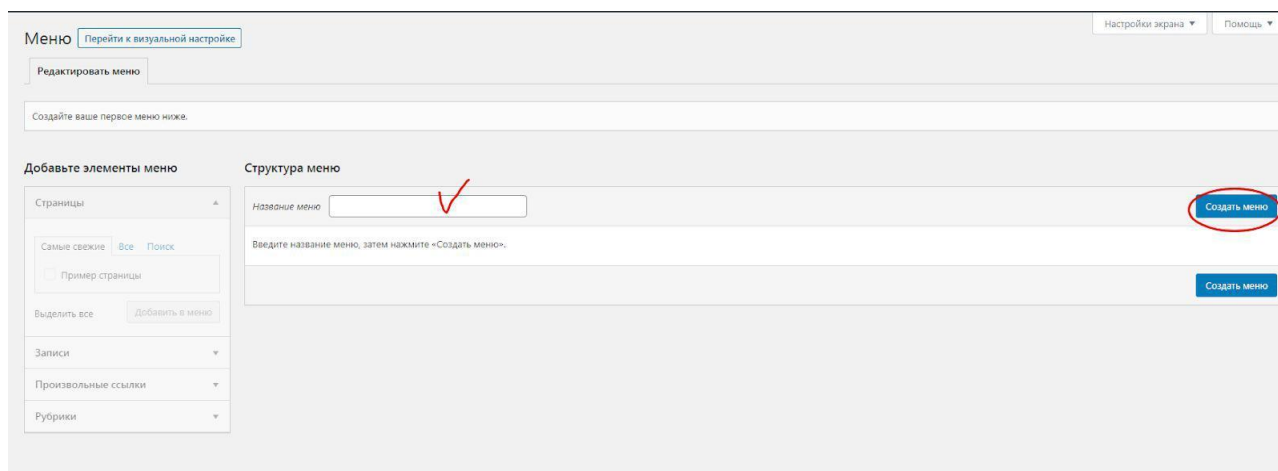 Настройки экрана ▼ Помощь ▼
Меню Перейти к визуальной настройке
Редактировать меню
Создайте ваше первое меню ниже.
Добавьте элементы меню
Страницы
Самые свежие Все Поиск
Пример страницы
Выделить все Добавить в меню
Записи
Произвольные ссылки
Рубрики
Структура меню
Название меню Создать меню
Введите название меню, затем нажмите «Создать меню».
Создать меню